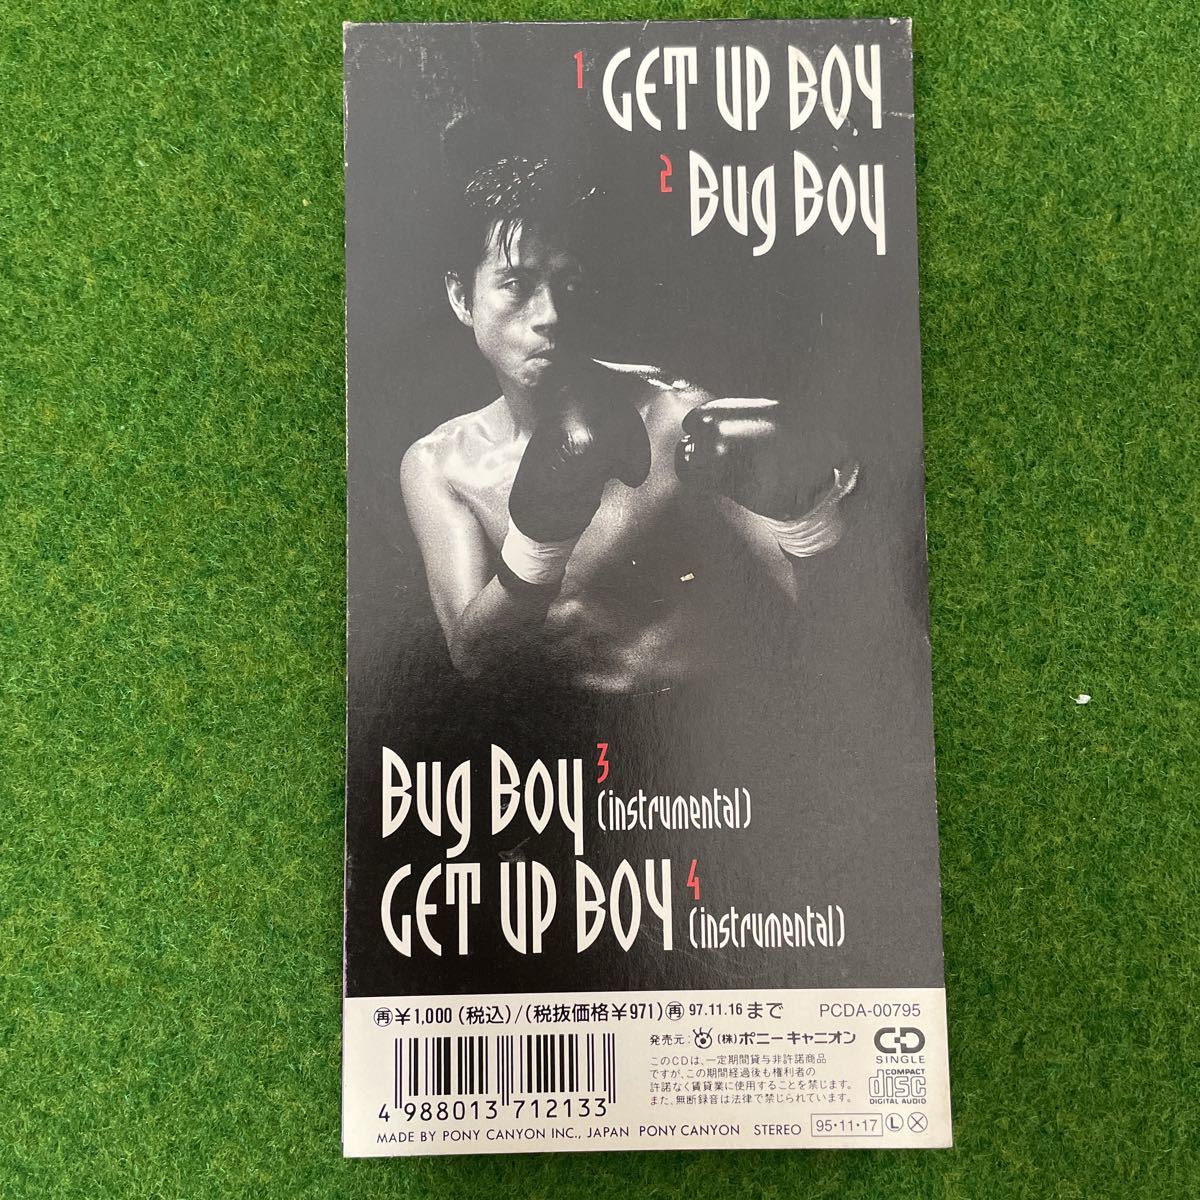 1 GET UP BOY
2 Bug Boy
Bug Boy 3 (instrumental)
GET UP BOY 4 (instrumental)
㊢¥1,000(税込)/(税抜価格¥971)㊢97.11.16まで
PCDA-00795
発売元: (株)ポニーキャニオン
このCDは、一定期間貸与非許諾商品
ですが、この期間経過後も権利者の
許諾なく賃貸業に使用することを禁じます。
また、無断録音は法律で禁じられています。
CD
SINGLE
COMPACT
disc
DIGITAL AUDIO
4 988013 712133
MADE BY PONY CANYON INC., JAPAN PONY CANYON STEREO 95・11・17 Ⓛ Ⓧ